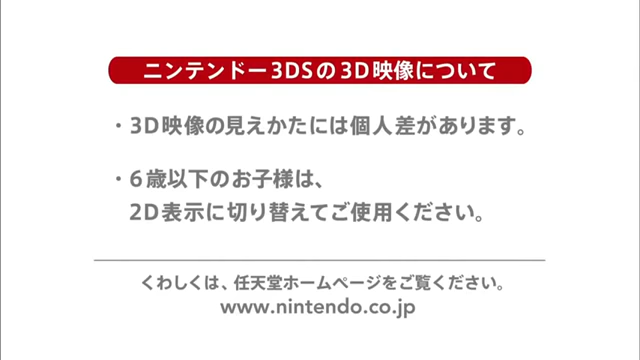 ニンテンドー3DSの3D映像について
・3D映像の見えかたには個人差があります。
・6歳以下のお子様は、
2D表示に切り替えてご使用ください。
くわしくは、任天堂ホームページをご覧ください。
www.nintendo.co.jp